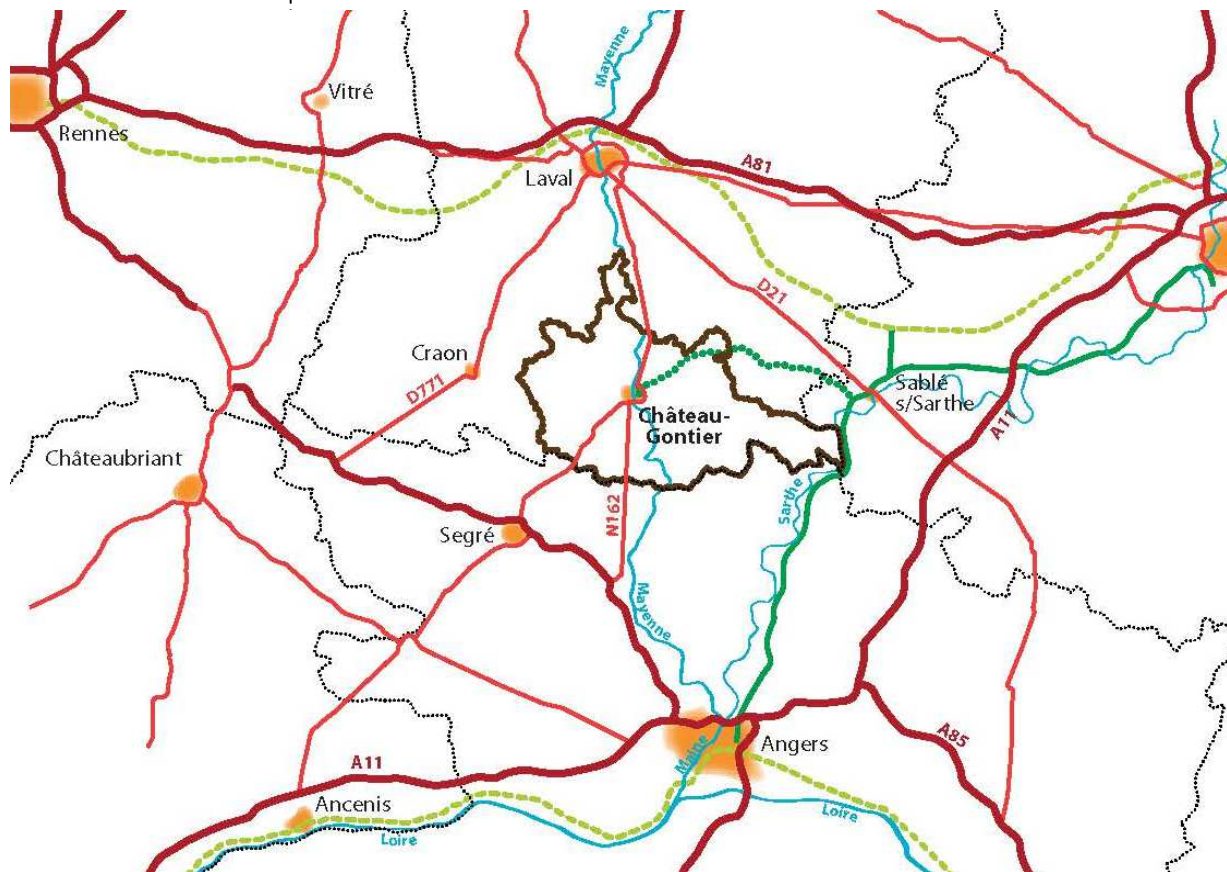 Mayenne
Vitré
Rennes
Laval
A81
D21
Craon
D771
Sablé
s/Sarthe
Château-
Gontier
A11
Châteaubriant
Sarthe
N162
Segré
Mayenne
Angers
A85
Maine
A11
Ancenis
Loire
Loire